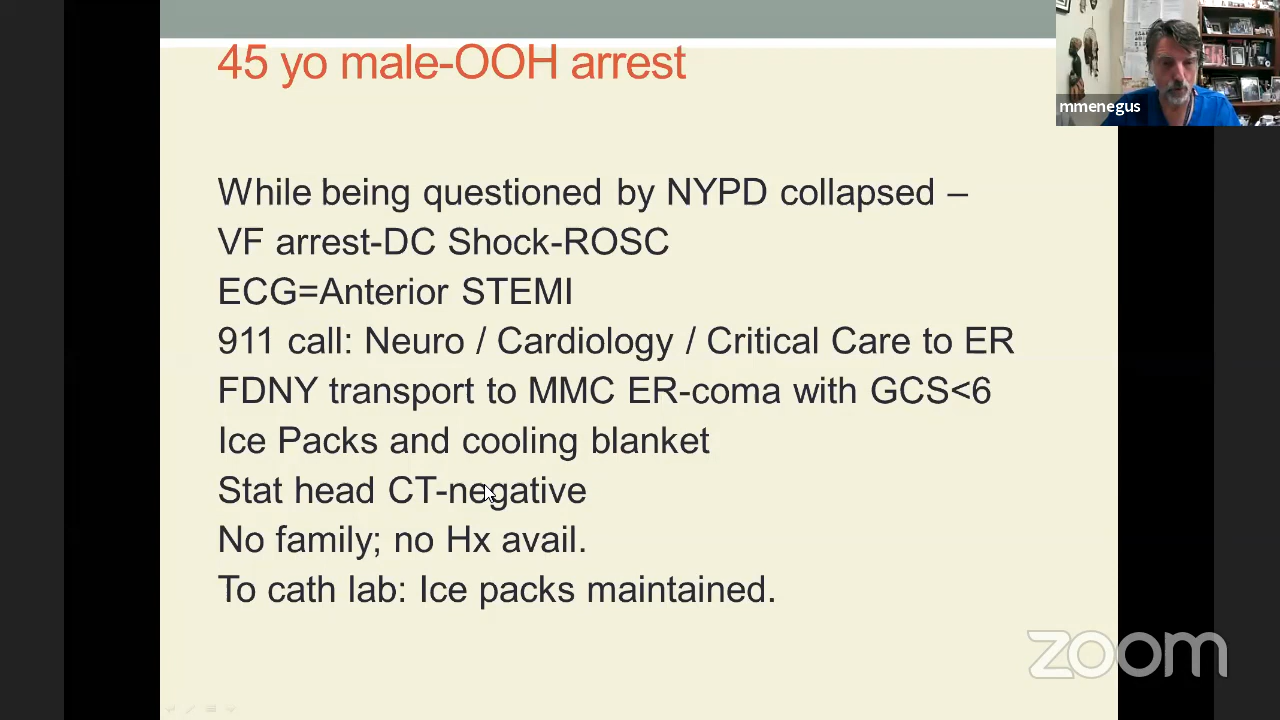 45 yo male-OOH arrest
mmenegus
While being questioned by NYPD collapsed –
VF arrest-DC Shock-ROSC
ECG=Anterior STEMI
911 call: Neuro / Cardiology / Critical Care to ER
FDNY transport to MMC ER-coma with GCS<6
Ice Packs and cooling blanket
Stat head CT-negative
No family; no Hx avail.
To cath lab: Ice packs maintained.
zoom